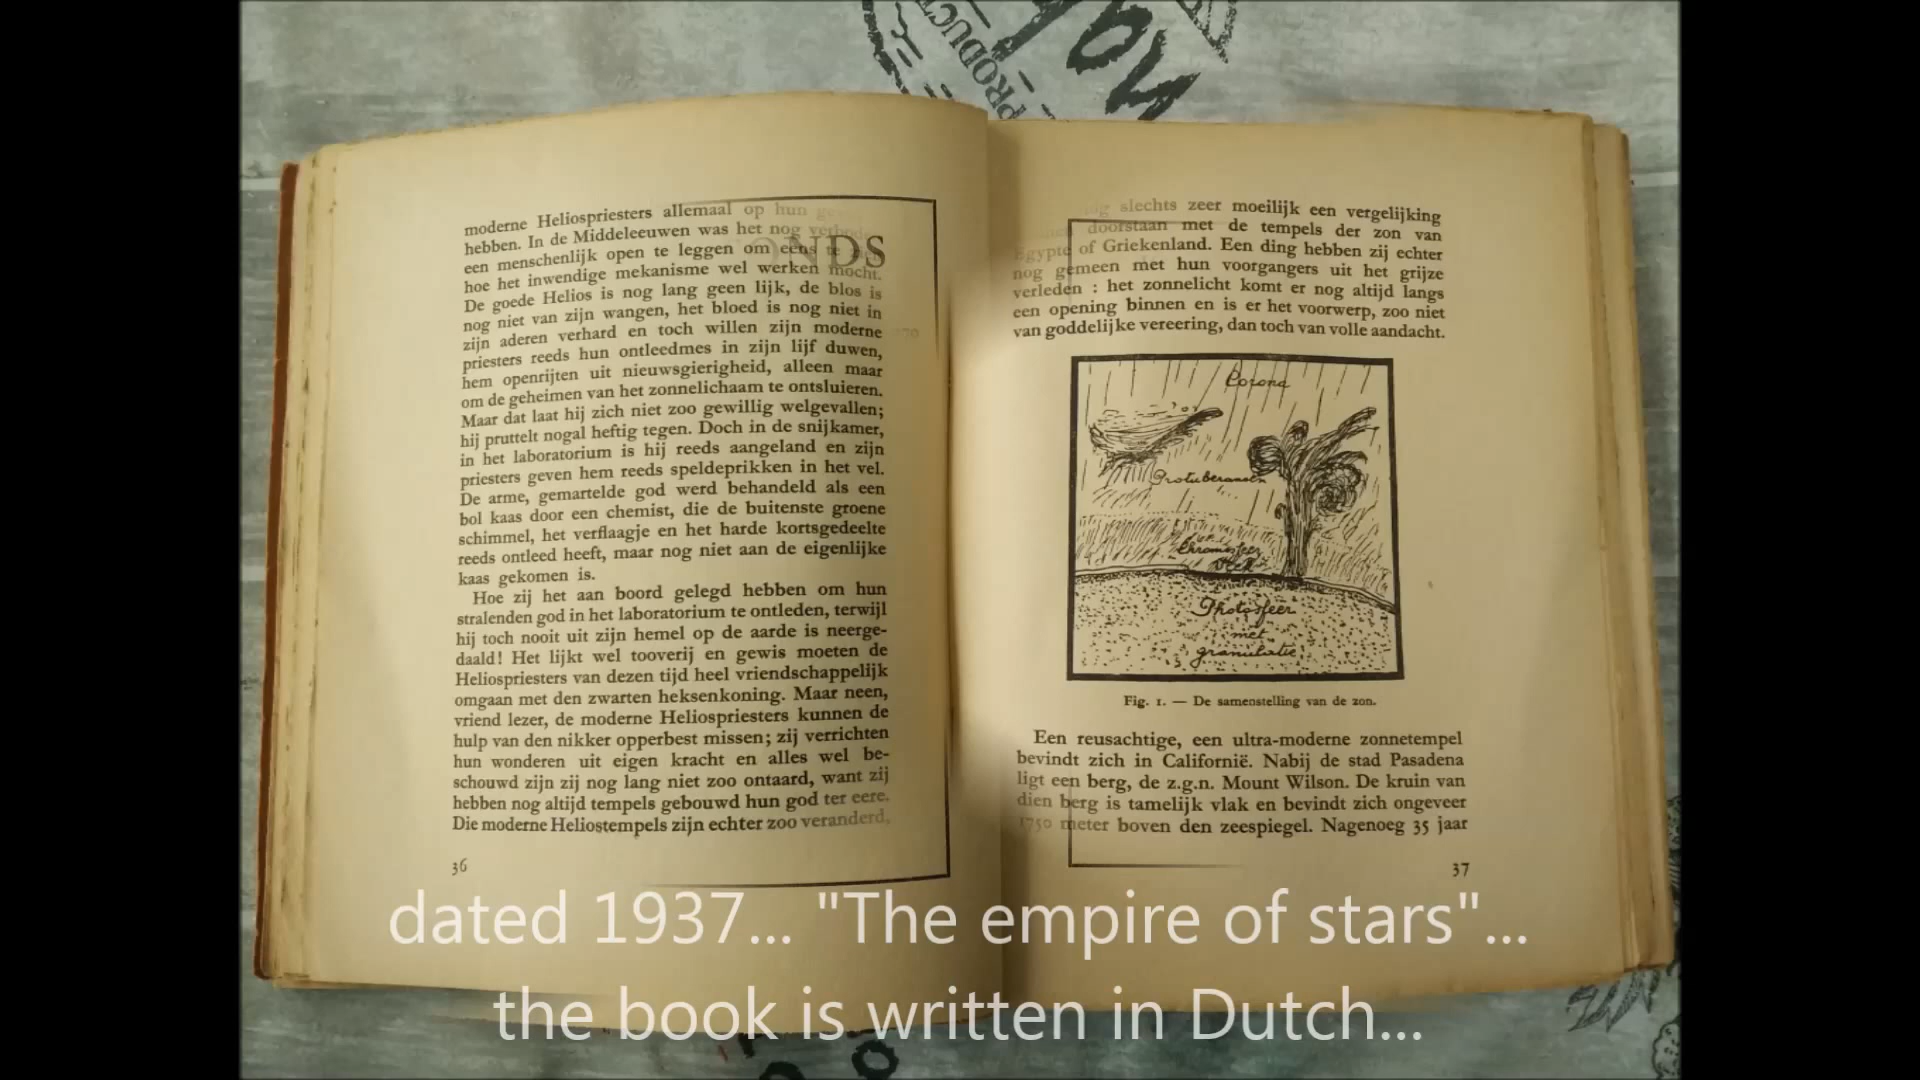 PRODUCT
moderne Heliospriesters allemaal op hun
hebben. In de Middeleeuwen was het nog verboden
een menschenlijk open te leggen om eens te zien
hoe het inwendige mekanisme wel werken mocht.
De goede Helios is nog lang geen lijk, de blos is
nog niet van zijn wangen, het bloed is nog niet in
zijn aderen verhard en toch willen zijn moderne
priesters reeds hun ontleedmes in zijn lijf duwen,
hem openrijten uit nieuwsgierigheid, alleen maar
om de geheimen van het zonnelichaam te ontsluieren.
Maar dat laat hij zich niet zoo gewillig welgevallen;
hij pruttelt nogal heftig tegen. Doch in de snijkamer,
in het laboratorium is hij reeds aangeland en zijn
priesters geven hem reeds speldeprikken in het vel.
De arme, gemartelde god werd behandeld als een
bol kaas door een chemist, die de buitenste groene
schimmel, het verflaagje en het harde kortsgedeelte
reeds ontleed heeft, maar nog niet aan de eigenlijke
kaas gekomen is.
Hoe zij het aan boord gelegd hebben om hun
stralenden god in het laboratorium te ontleden, terwijl
hij toch nooit uit zijn hemel op de aarde is neerge-
daald! Het lijkt wel tooverij en gewis moeten de
Heliospriesters van dezen tijd heel vriendschappelijk
omgaan met den zwarten heksenkoning. Maar neen,
vriend lezer, de moderne Heliospriesters kunnen de
hulp van den nikker opperbest missen; zij verrichten
hun wonderen uit eigen kracht en alles wel be-
schouwd zijn zij nog lang niet zoo ontaard, want zij
hebben nog altijd tempels gebouwd hun god ter eere.
Die moderne Heliostempels zijn echter zoo veranderd,
36
ONDS
nog slechts zeer moeilijk een vergelijking
doorstaan met de tempels der zon van
Egypte of Griekenland. Een ding hebben zij echter
nog gemeen met hun voorgangers uit het grijze
verleden : het zonnelicht komt er nog altijd langs
een opening binnen en is er het voorwerp, zoo niet
van goddelijke vereering, dan toch van volle aandacht.
Corona
Protuberansen
Chromosfeer
Vlek
Photosfeer
met
granulatie
Fig. 1. — De samenstelling van de zon.
Een reusachtige, een ultra-moderne zonnetempel
bevindt zich in Californië. Nabij de stad Pasadena
ligt een berg, de z.g.n. Mount Wilson. De kruin van
dien berg is tamelijk vlak en bevindt zich ongeveer
1750 meter boven den zeespiegel. Nagenoeg 35 jaar
37
dated 1937... "The empire of stars"...
the book is written in Dutch...